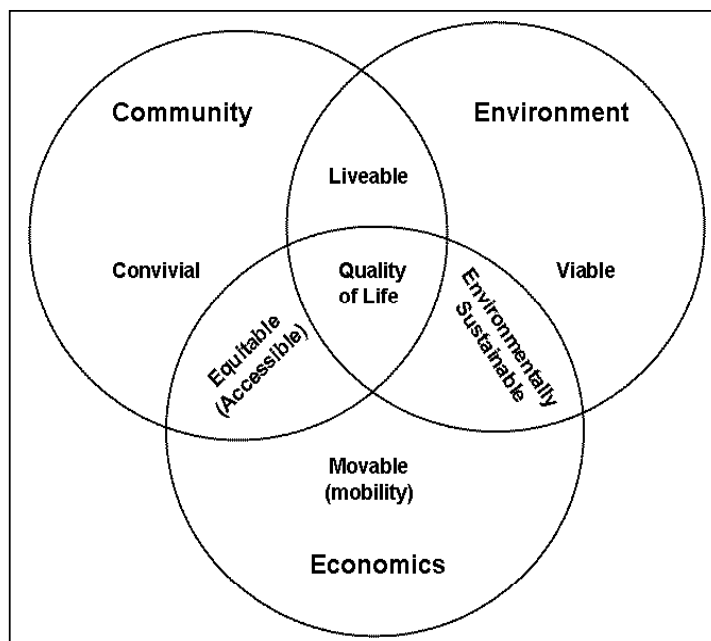 Community
Environment
Liveable
Convivial
Quality
of Life
Viable
Equitable
(Accessible)
Environmentally
Sustainable
Movable
(mobility)
Economics